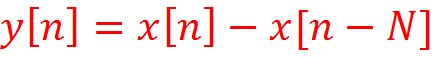 y[n] = x[n] − x[n − N]